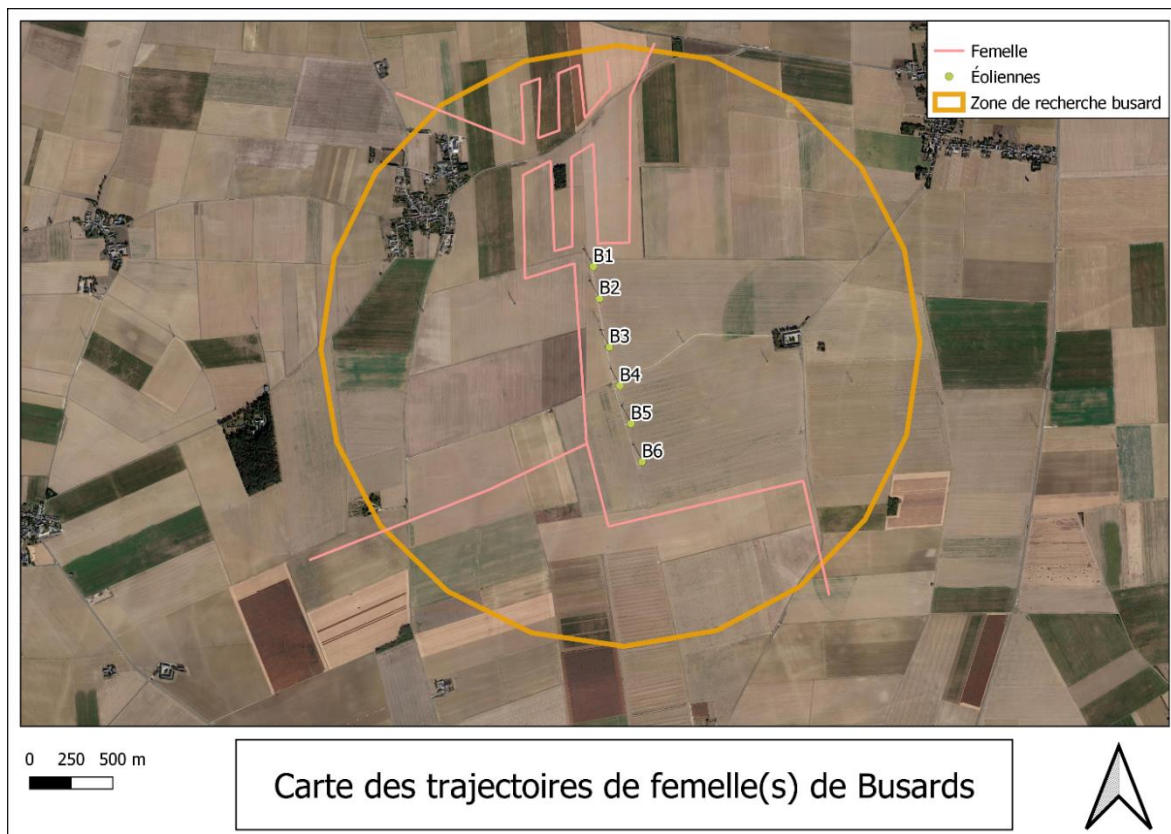 Femelle
Éoliennes
Zone de recherche busard
B1
B2
B3
B4
B5
B6
0 250 500 m
Carte des trajectoires de femelle(s) de Busards